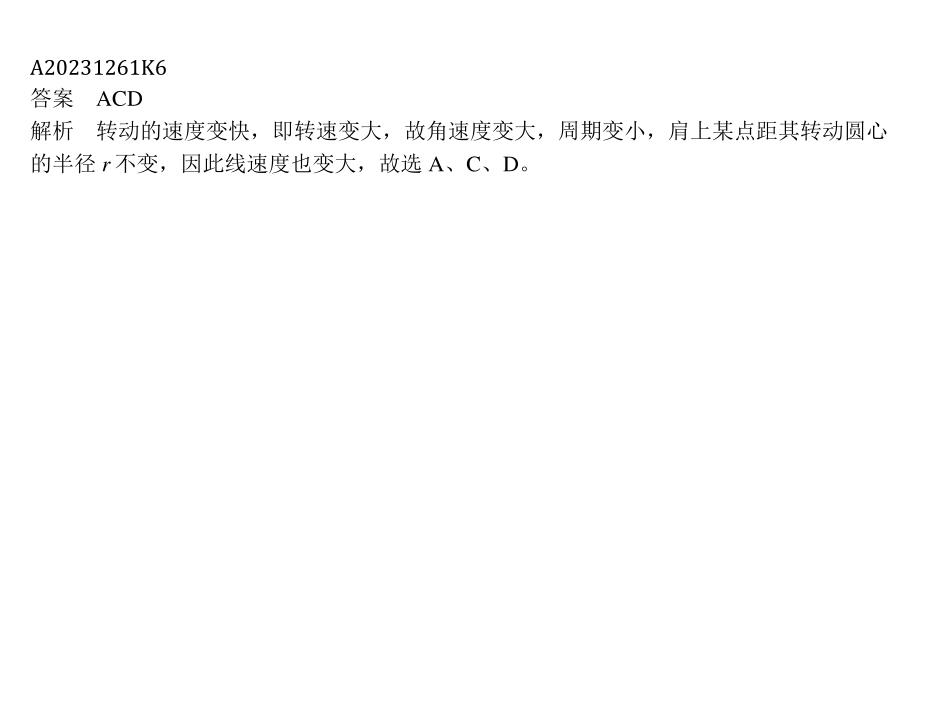 A20231261K6
答案 ACD
解析 转动的速度变快，即转速变大，故角速度变大，周期变小，肩上某点距其转动圆心
的半径 r 不变，因此线速度也变大，故选 A、C、D。